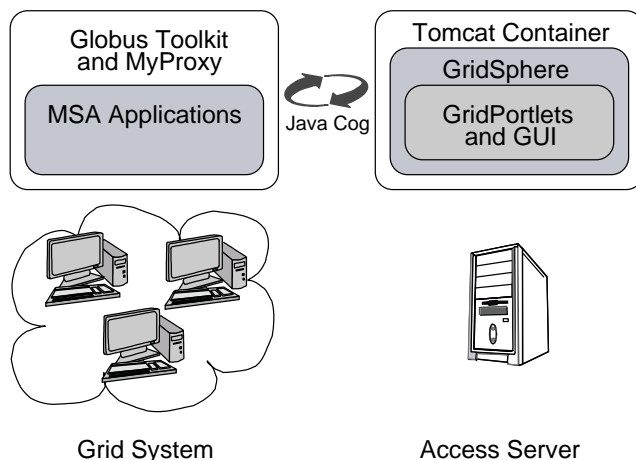 Globus Toolkit
and MyProxy
MSA Applications
Java Cog
Tomcat Container
GridSphere
GridPortlets
and GUI
Grid System
Access Server